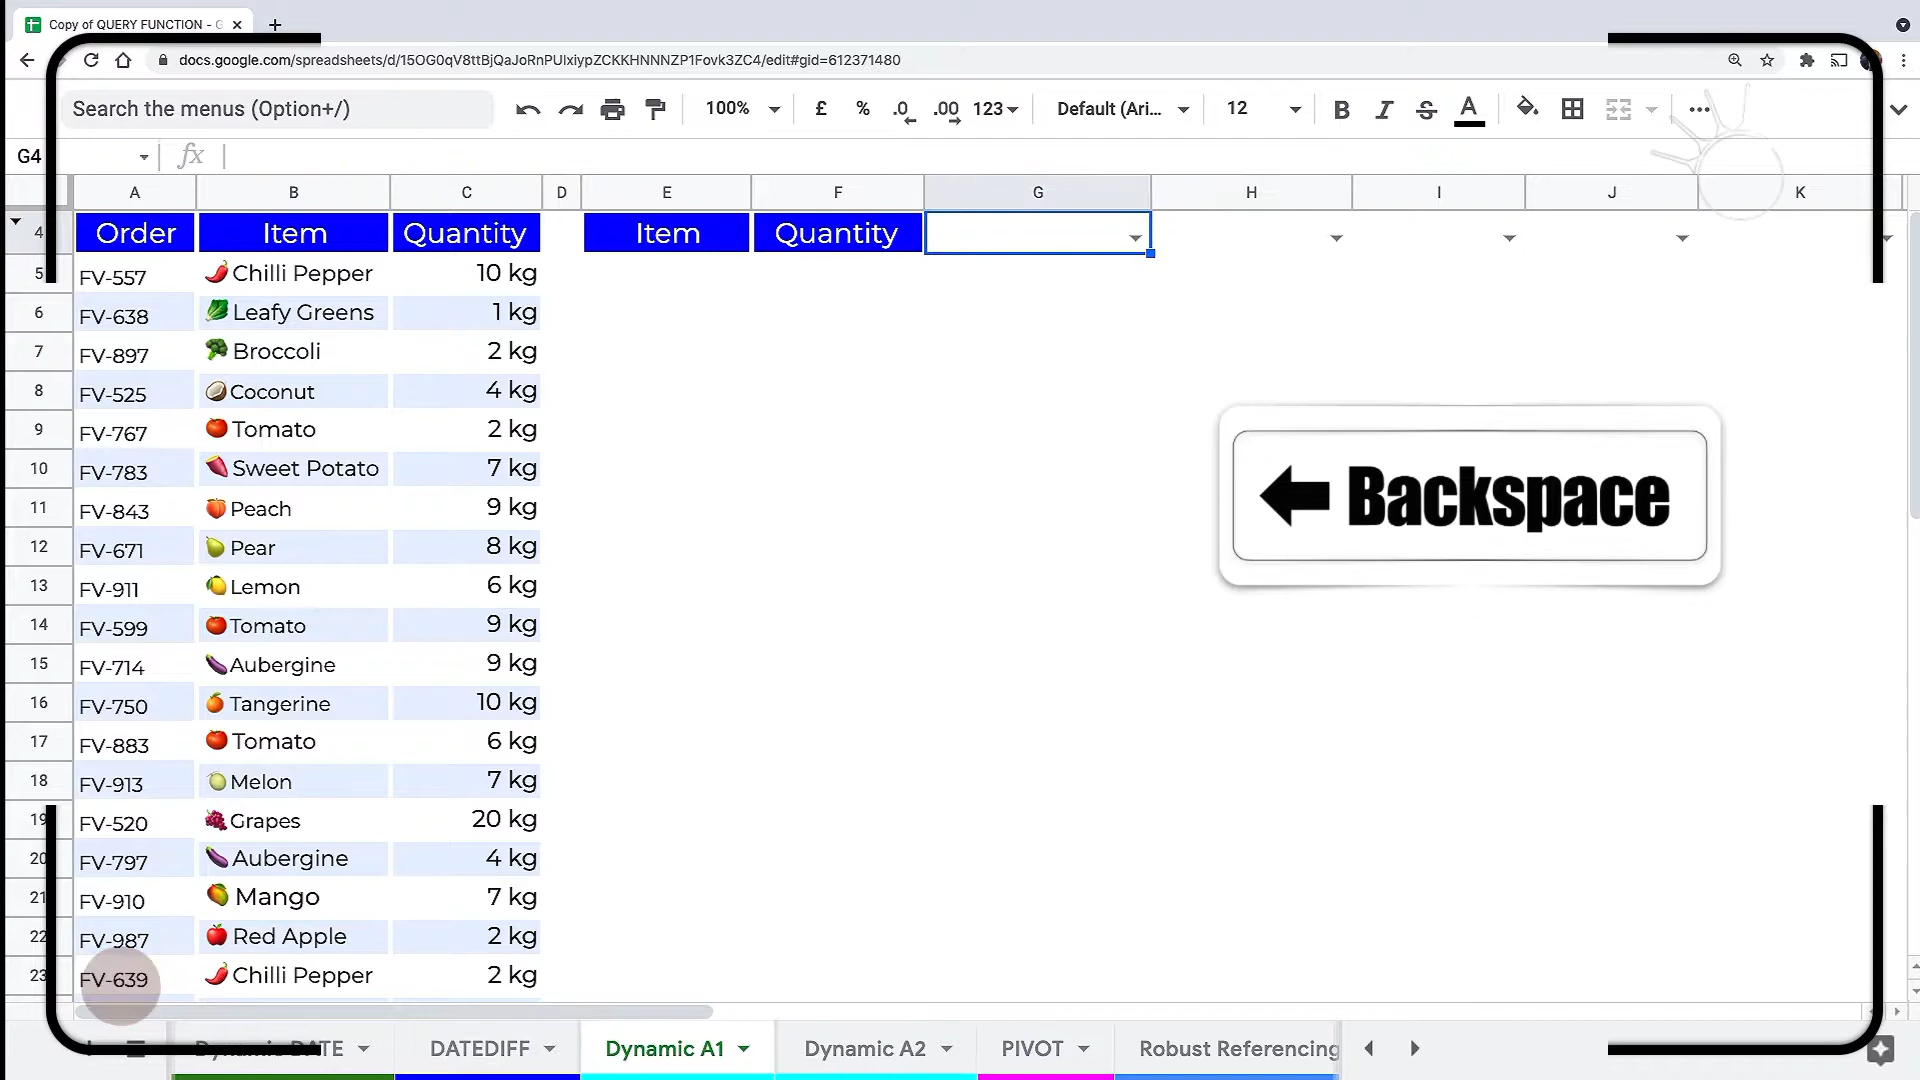 Copy of QUERY FUNCTION - G
docs.google.com/spreadsheets/d/15OG0qV8ttBjQaJoRnPUIxiypZCKKHNNNZP1Fovk3ZC4/edit#gid=612371480
Search the menus (Option+/) 100% £ % .0 .00 123 Default (Ari... 12 B I S A
G4 fx
A B C D E F G H I J K
4 Order Item Quantity Item Quantity
5 FV-557 Chilli Pepper 10 kg
6 FV-638 Leafy Greens 1 kg
7 FV-897 Broccoli 2 kg
8 FV-525 Coconut 4 kg
9 FV-767 Tomato 2 kg
10 FV-783 Sweet Potato 7 kg
11 FV-843 Peach 9 kg
12 FV-671 Pear 8 kg
13 FV-911 Lemon 6 kg
14 FV-599 Tomato 9 kg
15 FV-714 Aubergine 9 kg
16 FV-750 Tangerine 10 kg
17 FV-883 Tomato 6 kg
18 FV-913 Melon 7 kg
19 FV-520 Grapes 20 kg
20 FV-797 Aubergine 4 kg
21 FV-910 Mango 7 kg
22 FV-987 Red Apple 2 kg
23 FV-639 Chilli Pepper 2 kg
Backspace
Dynamic DATE DATEDIFF Dynamic A1 Dynamic A2 PIVOT Robust Referencing